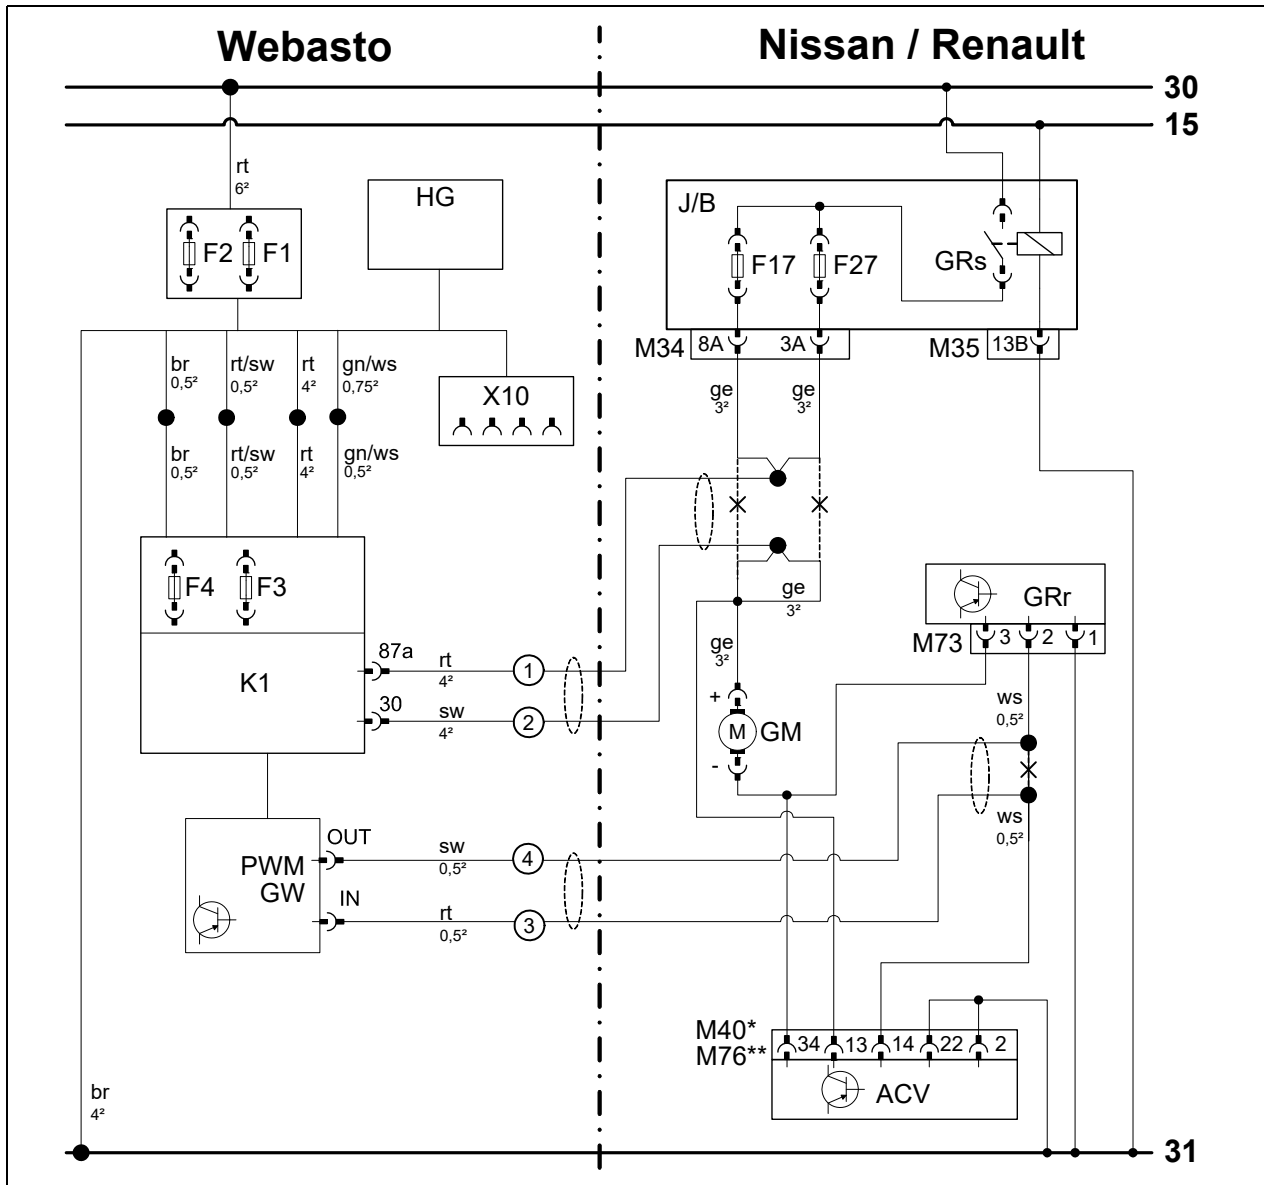 Webasto
Nissan / Renault
30
15
rt
6²
F2
F1
HG
J/B
F17
F27
GRs
M34
8A
3A
M35
13B
br
0,5²
rt/sw
0,5²
rt
4²
gn/ws
0,75²
X10
ge
3²
ge
3²
br
0,5²
rt/sw
0,5²
rt
4²
gn/ws
0,5²
F4
F3
ge
3²
GRr
M73
3
2
1
K1
87a
rt
4²
1
30
sw
4²
2
ge
3²
+
M
GM
-
ws
0,5²
ws
0,5²
PWM
GW
OUT
sw
0,5²
4
IN
rt
0,5²
3
M40*
M76**
34
13
14
22
2
ACV
br
4²
31